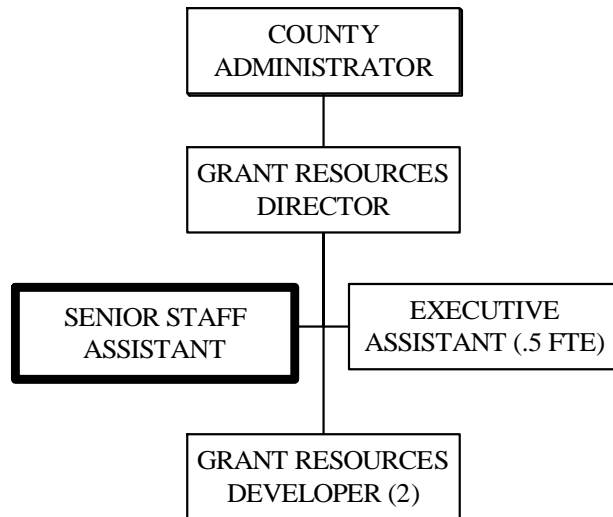 COUNTY
ADMINISTRATOR
GRANT RESOURCES
DIRECTOR
SENIOR STAFF
ASSISTANT
EXECUTIVE
ASSISTANT (.5 FTE)
GRANT RESOURCES
DEVELOPER (2)